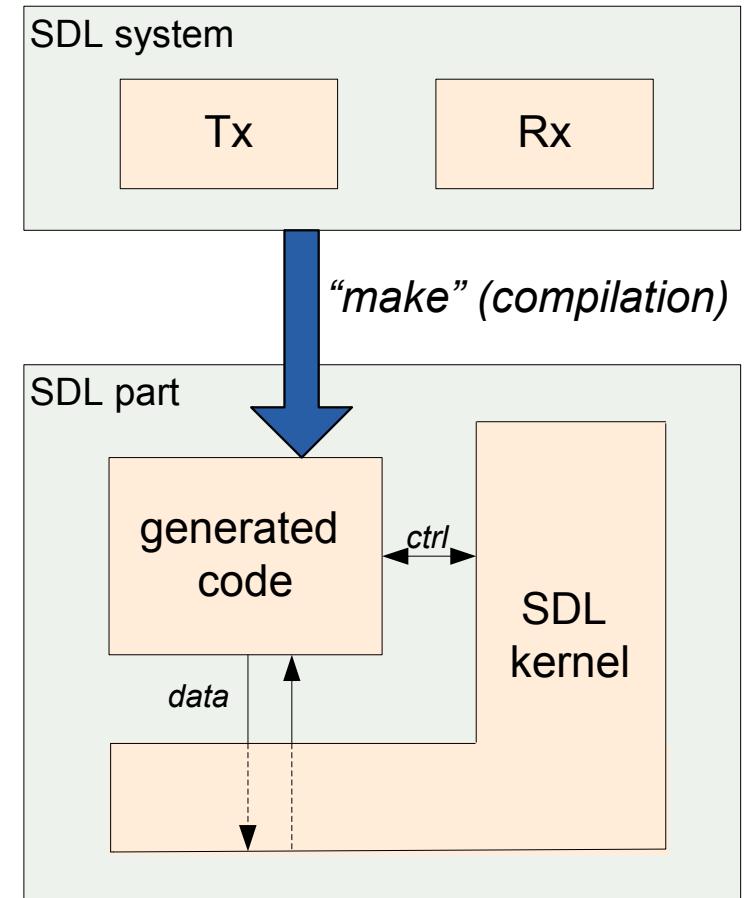 SDL system
Tx
Rx
“make” (compilation)
SDL part
generated
code
ctrl
SDL
kernel
data